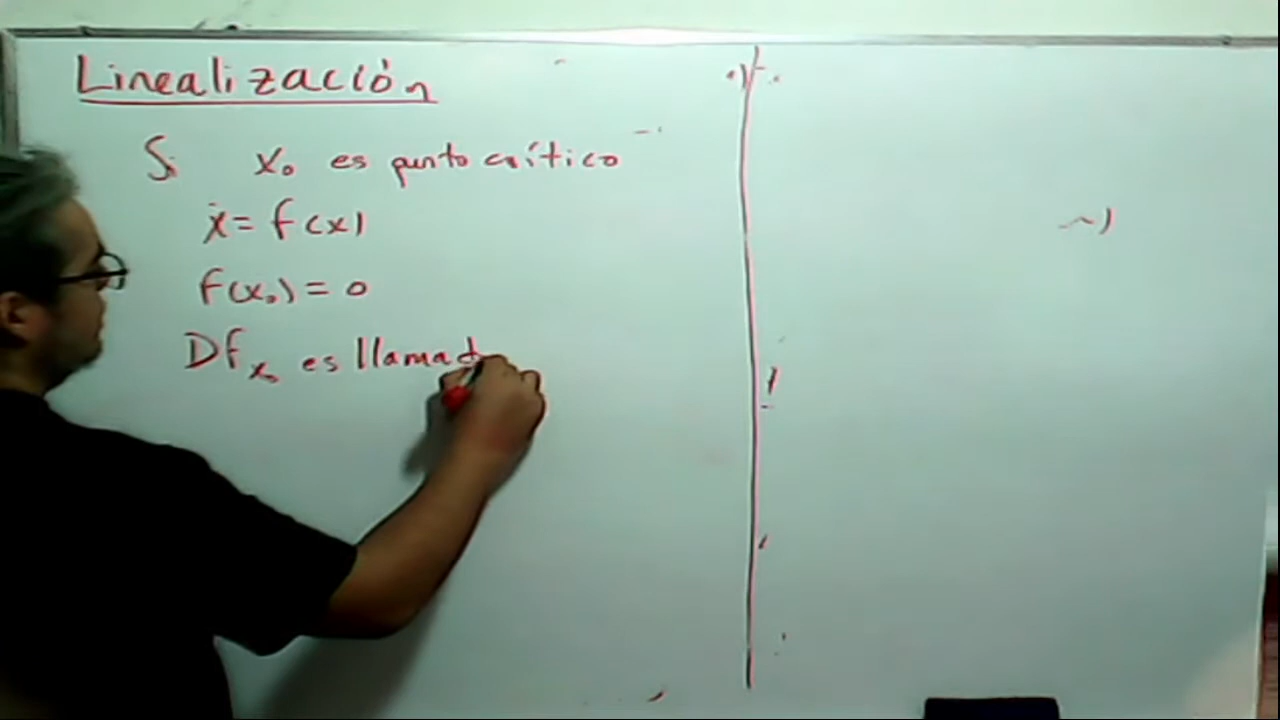 Linealización
Si x₀ es punto crítico
ẋ = f(x)
f(x₀) = 0
Df_x₀ es llamad